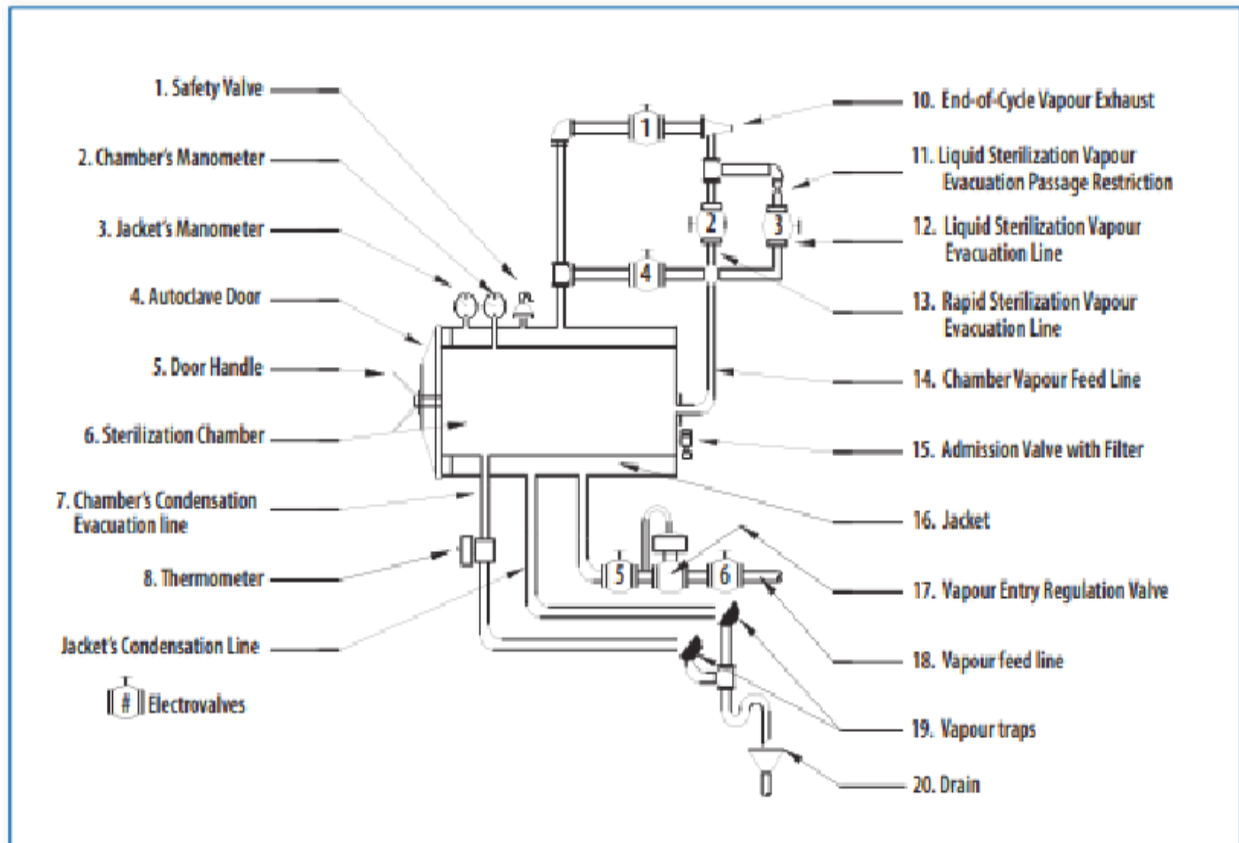 1. Safety Valve
2. Chamber's Manometer
3. Jacket's Manometer
4. Autoclave Door
5. Door Handle
6. Sterilization Chamber
7. Chamber's Condensation
Evacuation line
8. Thermometer
Jacket's Condensation Line
# Electrovalves
1
2
3
4
5
6
10. End-of-Cycle Vapour Exhaust
11. Liquid Sterilization Vapour
Evacuation Passage Restriction
12. Liquid Sterilization Vapour
Evacuation Line
13. Rapid Sterilization Vapour
Evacuation Line
14. Chamber Vapour Feed Line
15. Admission Valve with Filter
16. Jacket
17. Vapour Entry Regulation Valve
18. Vapour feed line
19. Vapour traps
20. Drain